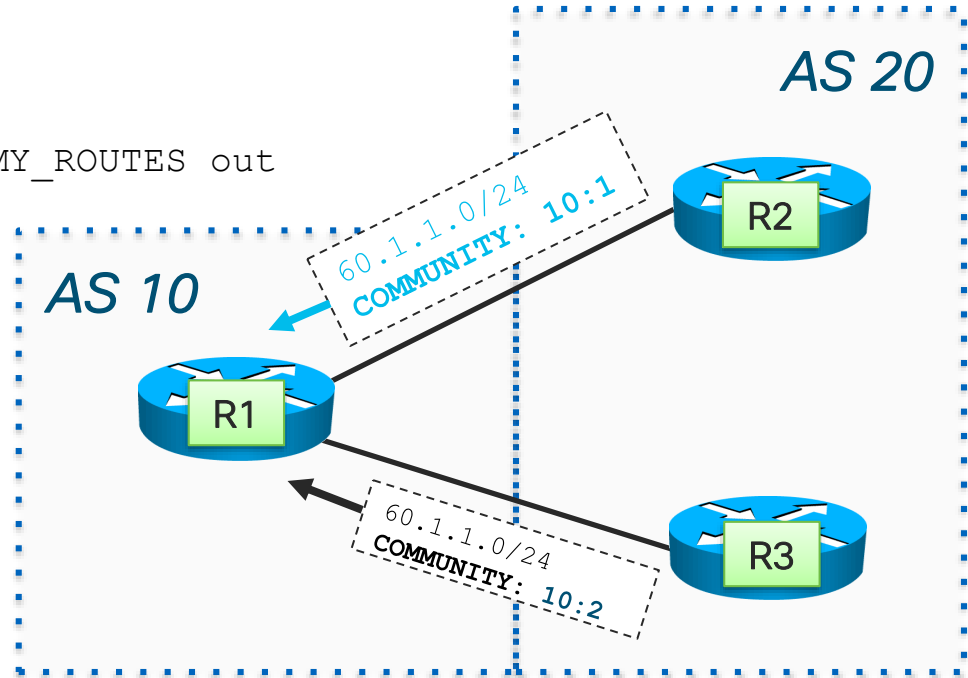 AS 20
MY_ROUTES out
R2
60.1.1.0/24
COMMUNITY: 10:1
AS 10
R1
60.1.1.0/24
COMMUNITY: 10:2
R3